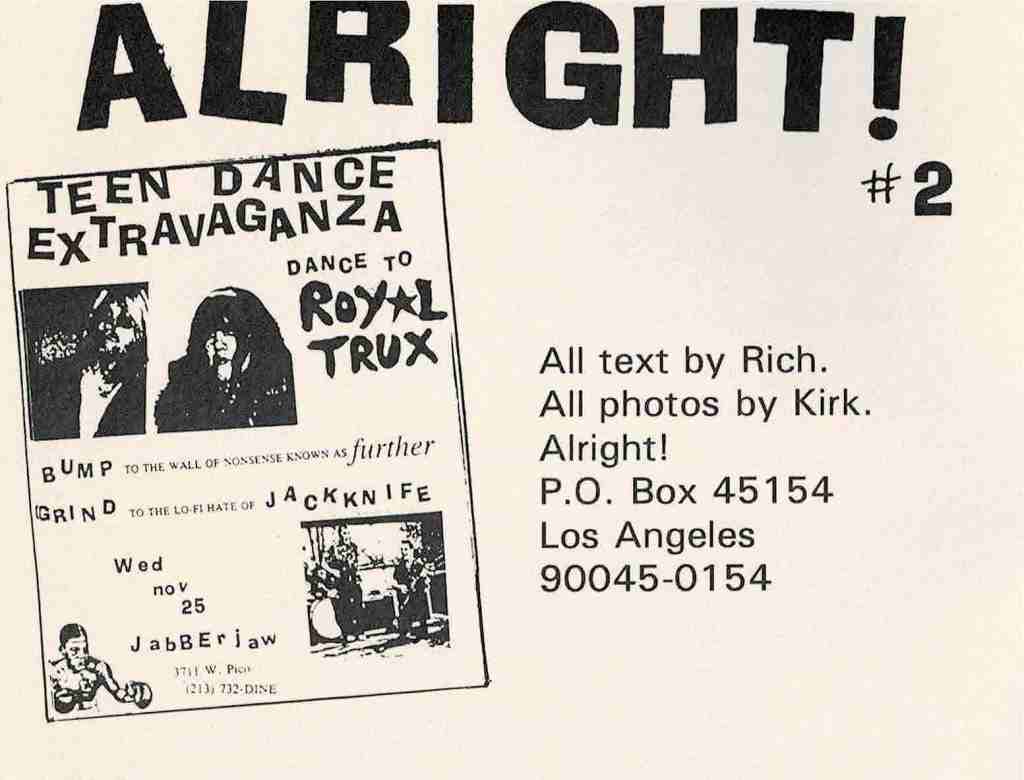 ALRIGHT!
#2
TEEN DANCE
EXTRAVAGANZA
DANCE TO
ROY★L
TRUX
BUMP TO THE WALL OF NONSENSE KNOWN AS further
GRIND TO THE LO-FI HATE OF JACKKNIFE
Wed
nov
25
JabBErjaw
3711 W. Pico
(213) 732-DINE
All text by Rich.
All photos by Kirk.
Alright!
P.O. Box 45154
Los Angeles
90045-0154